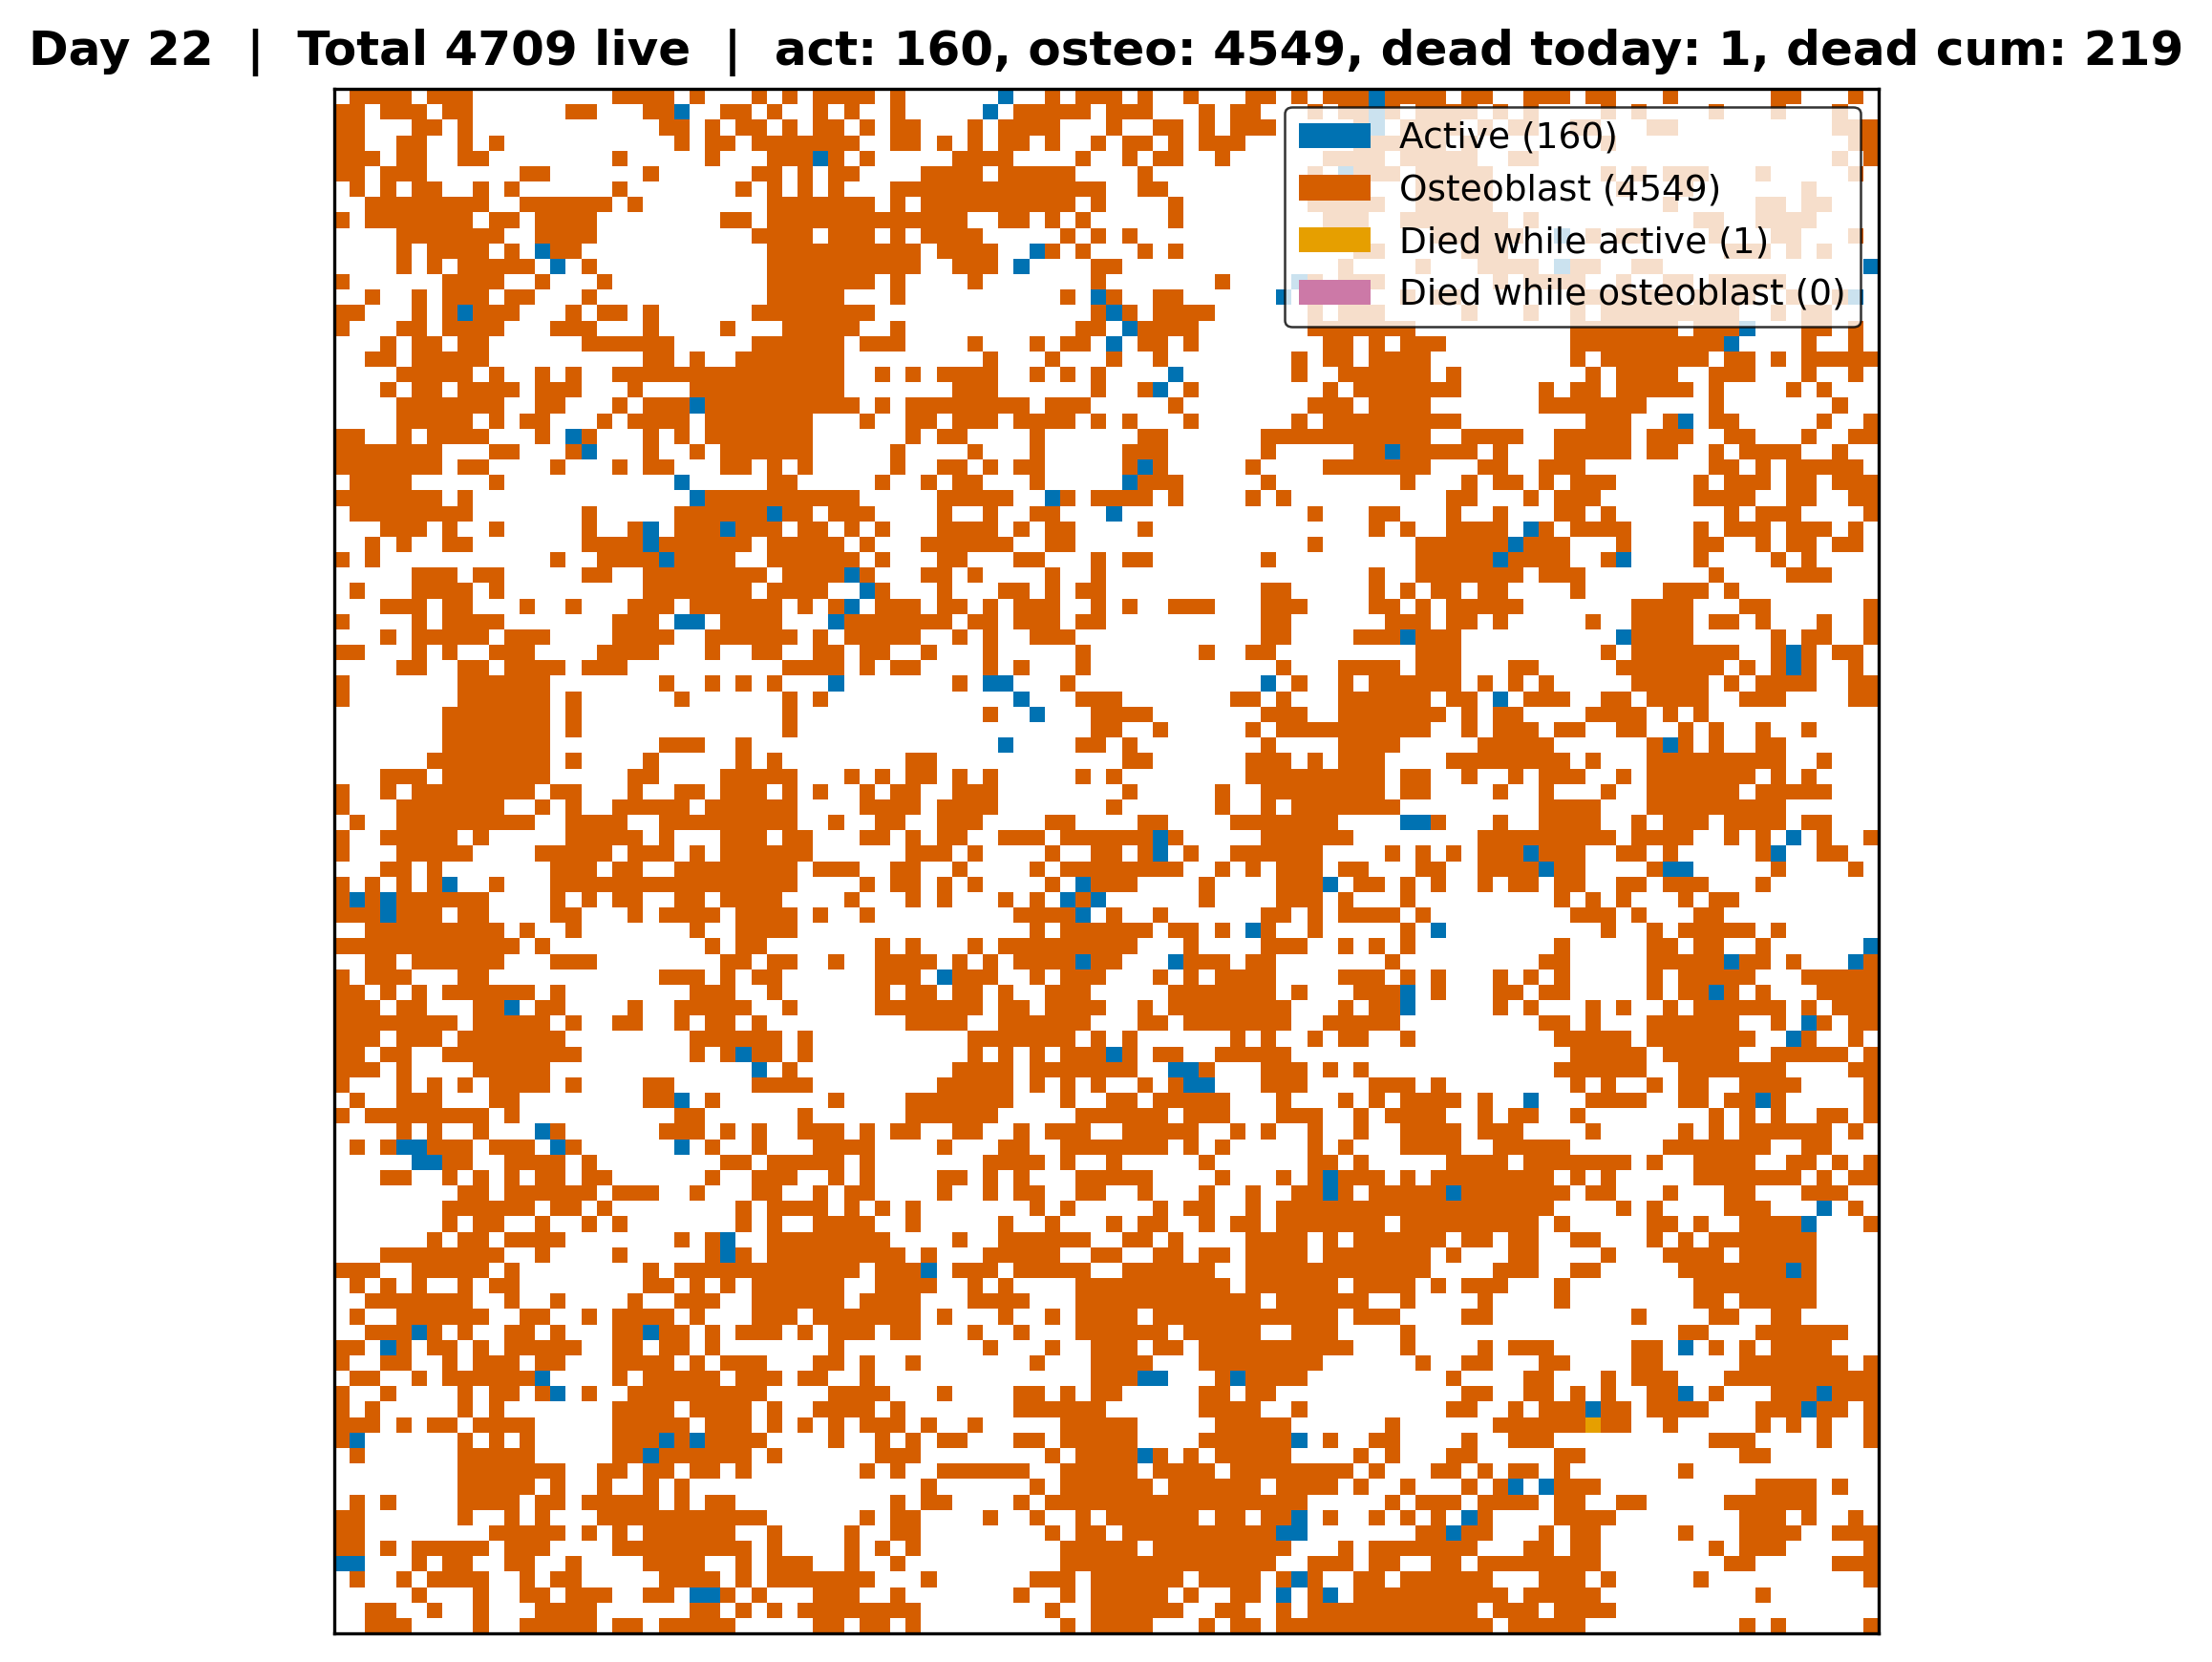 Day 22 | Total 4709 live | act: 160, osteo: 4549, dead today: 1, dead cum: 219
Active (160)
Osteoblast (4549)
Died while active (1)
Died while osteoblast (0)